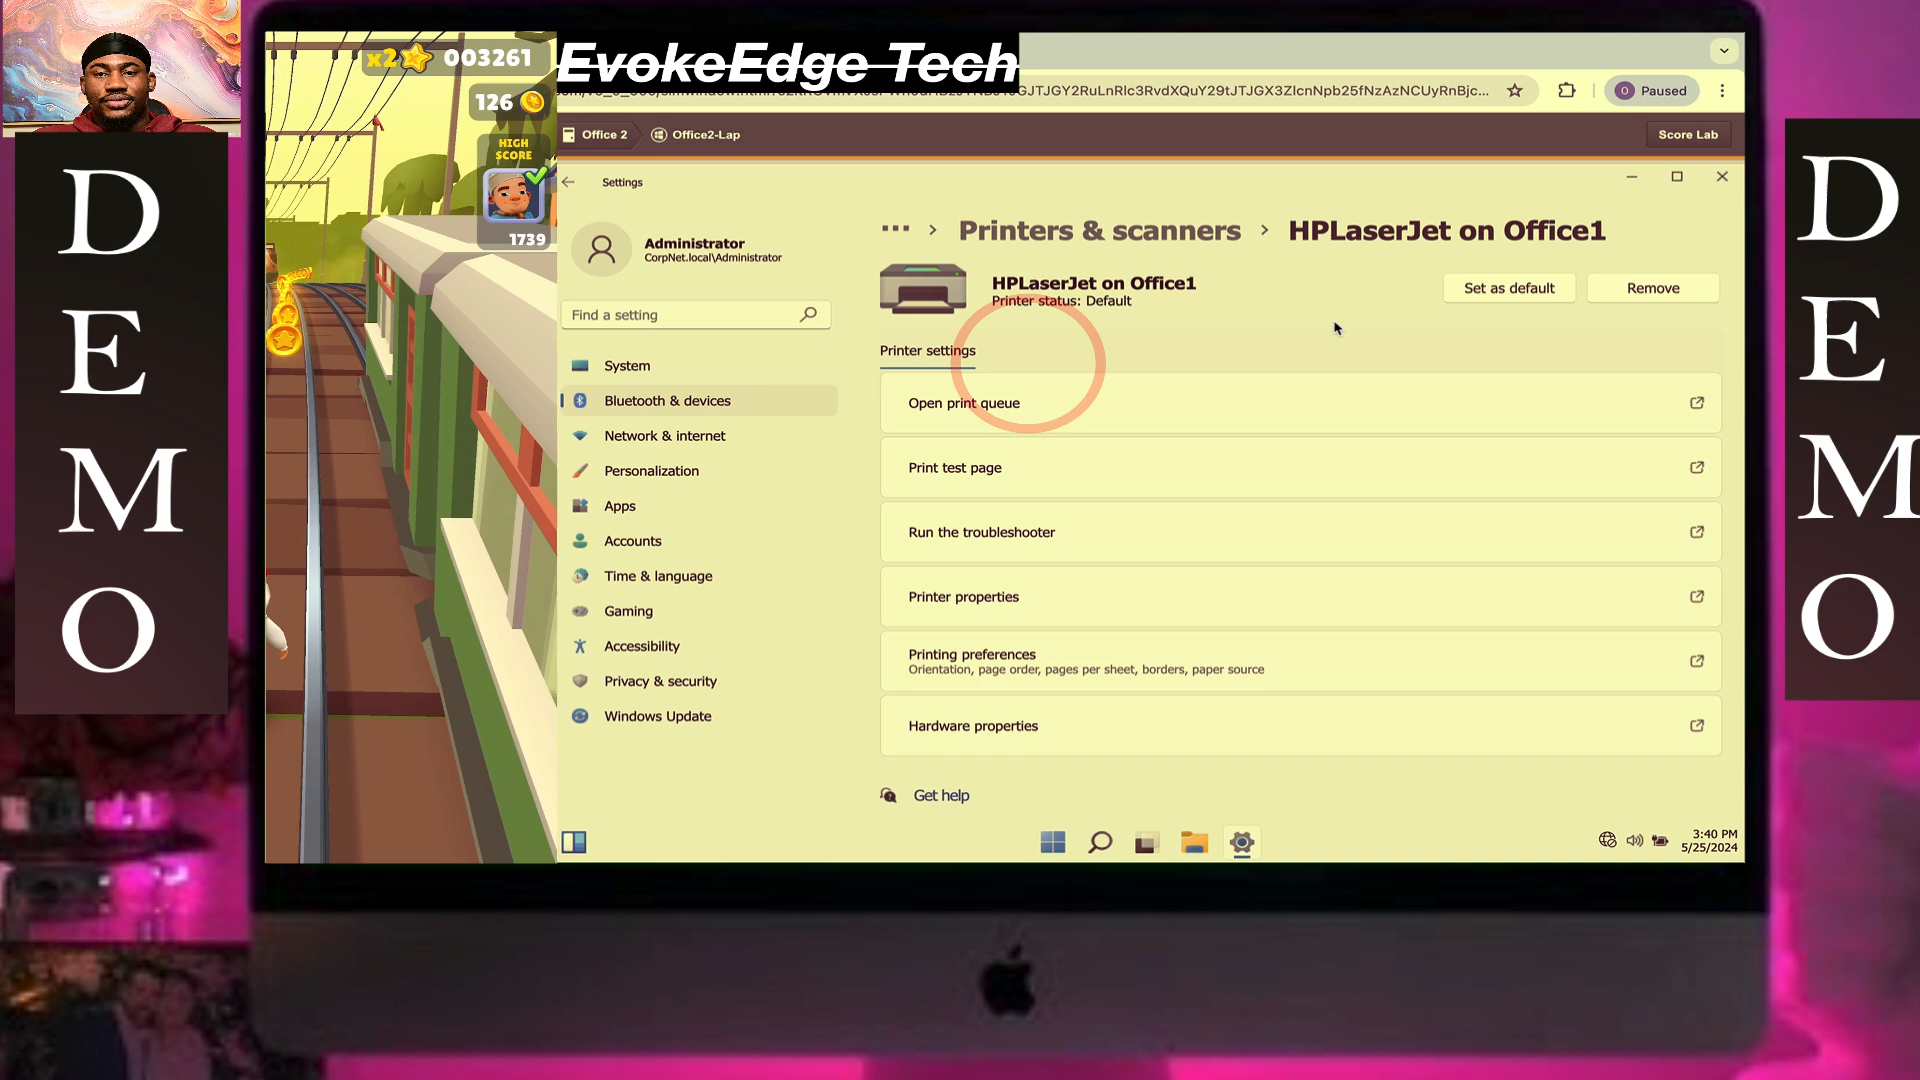 EvokeEdge Tech
x2 003261
126
HIGH
SCORE
1739
D
E
M
O
GJTJGY2RuLnRlc3RvdXQuY29tJTJGX3ZlcnNpb25fNzAzNCUyRnBjc...
Paused
Office 2
Office2-Lap
Score Lab
Settings
Administrator
CorpNet.local\Administrator
Find a setting
System
Bluetooth & devices
Network & internet
Personalization
Apps
Accounts
Time & language
Gaming
Accessibility
Privacy & security
Windows Update
... > Printers & scanners > HPLaserJet on Office1
HPLaserJet on Office1
Printer status: Default
Set as default
Remove
Printer settings
Open print queue
Print test page
Run the troubleshooter
Printer properties
Printing preferences
Orientation, page order, pages per sheet, borders, paper source
Hardware properties
Get help
3:40 PM
5/25/2024
D
E
M
O